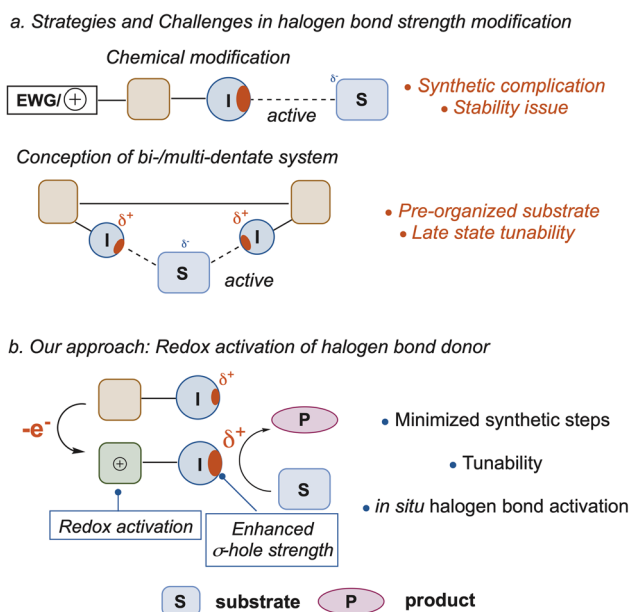 a. Strategies and Challenges in halogen bond strength modification
Chemical modification
EWG/⊕
I
δ-
S
active
• Synthetic complication
• Stability issue
Conception of bi-/multi-dentate system
δ+
I
δ-
S
δ+
I
active
• Pre-organized substrate
• Late state tunability
b. Our approach: Redox activation of halogen bond donor
I
δ+
-e-
⊕
I
δ+
P
S
Redox activation
Enhanced
σ-hole strength
• Minimized synthetic steps
• Tunability
• in situ halogen bond activation
S substrate P product